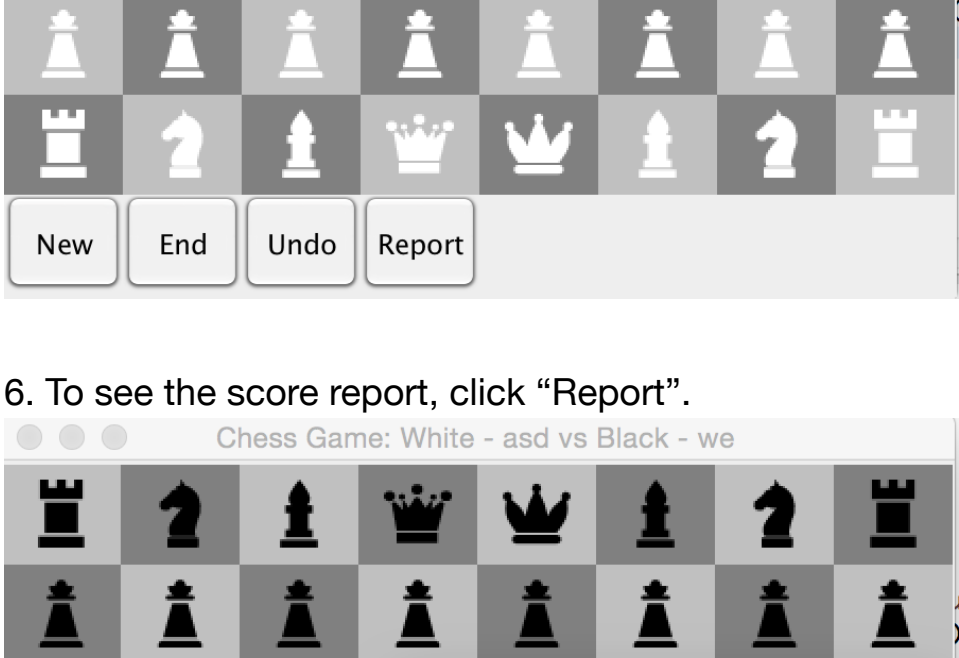 New End Undo Report
6. To see the score report, click “Report”.
Chess Game: White - asd vs Black - we